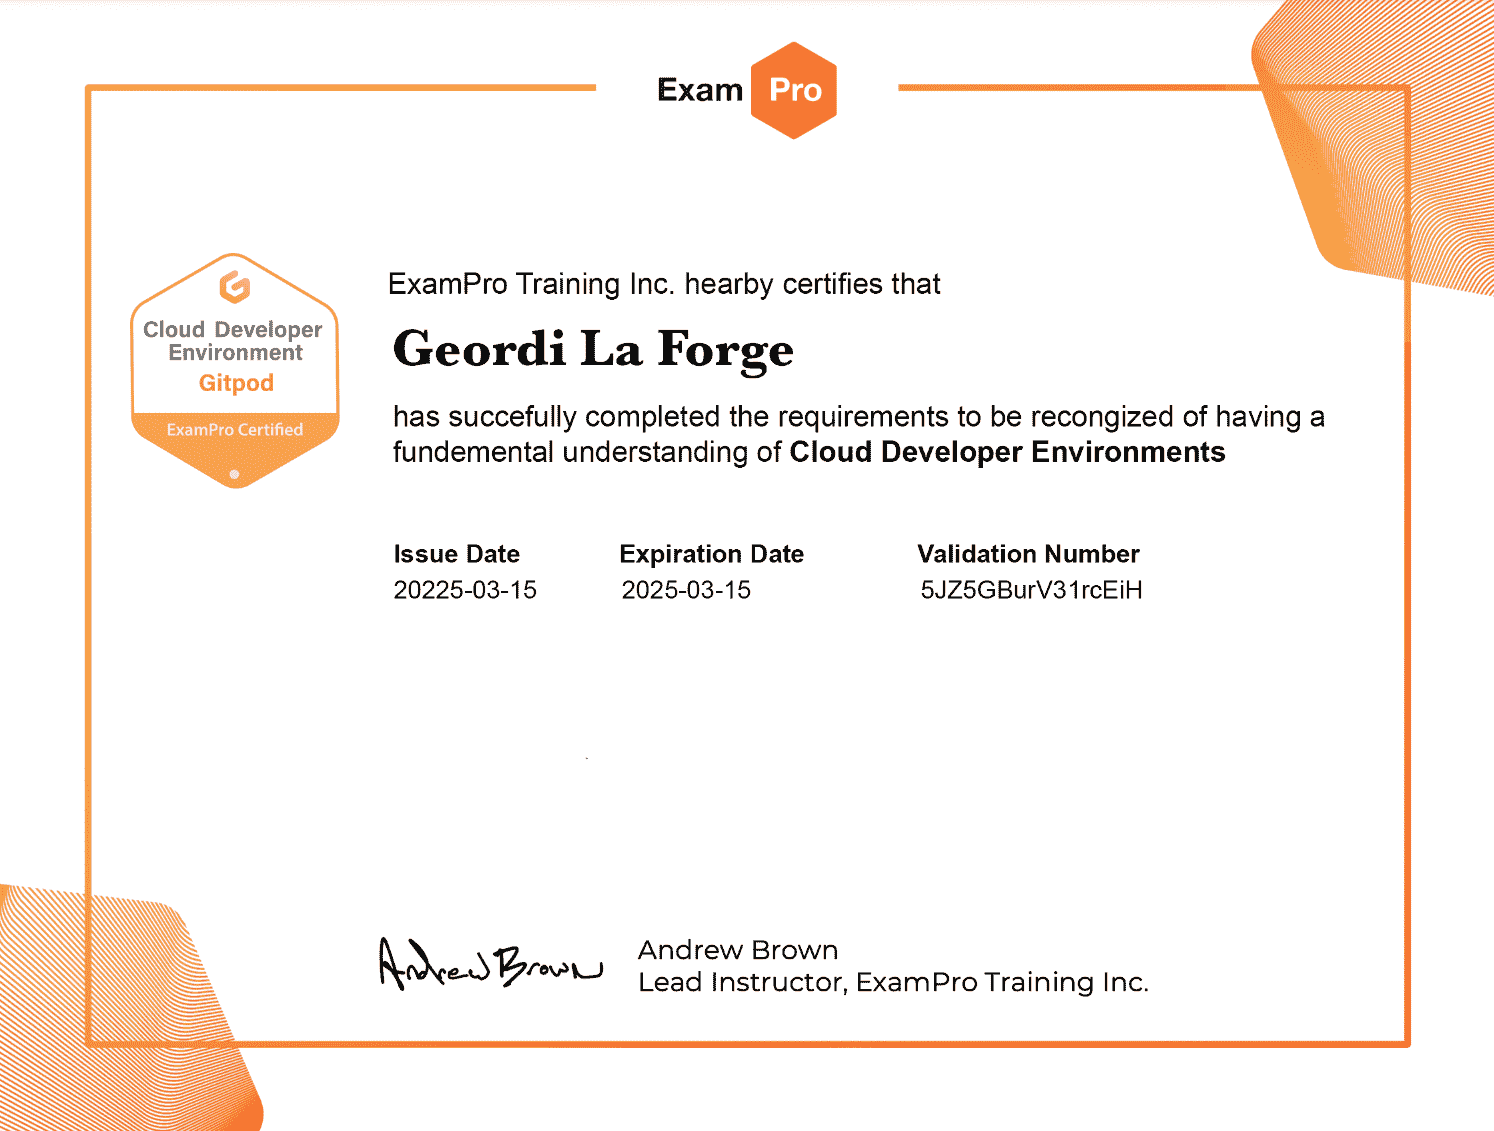 Exam Pro
Cloud Developer
Environment
Gitpod
ExamPro Certified
ExamPro Training Inc. hearby certifies that
Geordi La Forge
has succefully completed the requirements to be recongized of having a
fundemental understanding of Cloud Developer Environments
Issue Date Expiration Date Validation Number
20225-03-15 2025-03-15 5JZ5GBurV31rcEiH
Andrew Brown
Andrew Brown
Lead Instructor, ExamPro Training Inc.